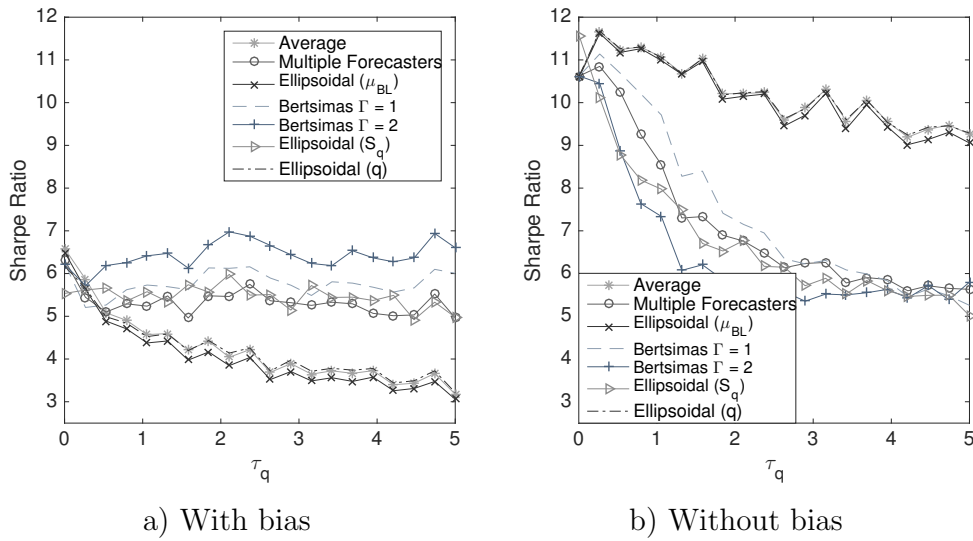 12
11
10
9
8
7
6
5
4
3
Sharpe Ratio
0 1 2 3 4 5
τq
Average
Multiple Forecasters
Ellipsoidal (μBL)
Bertsimas Γ = 1
Bertsimas Γ = 2
Ellipsoidal (Sq)
Ellipsoidal (q)
a) With bias
12
11
10
9
8
7
6
5
4
3
Sharpe Ratio
0 1 2 3 4 5
τq
Average
Multiple Forecasters
Ellipsoidal (μBL)
Bertsimas Γ = 1
Bertsimas Γ = 2
Ellipsoidal (Sq)
Ellipsoidal (q)
b) Without bias